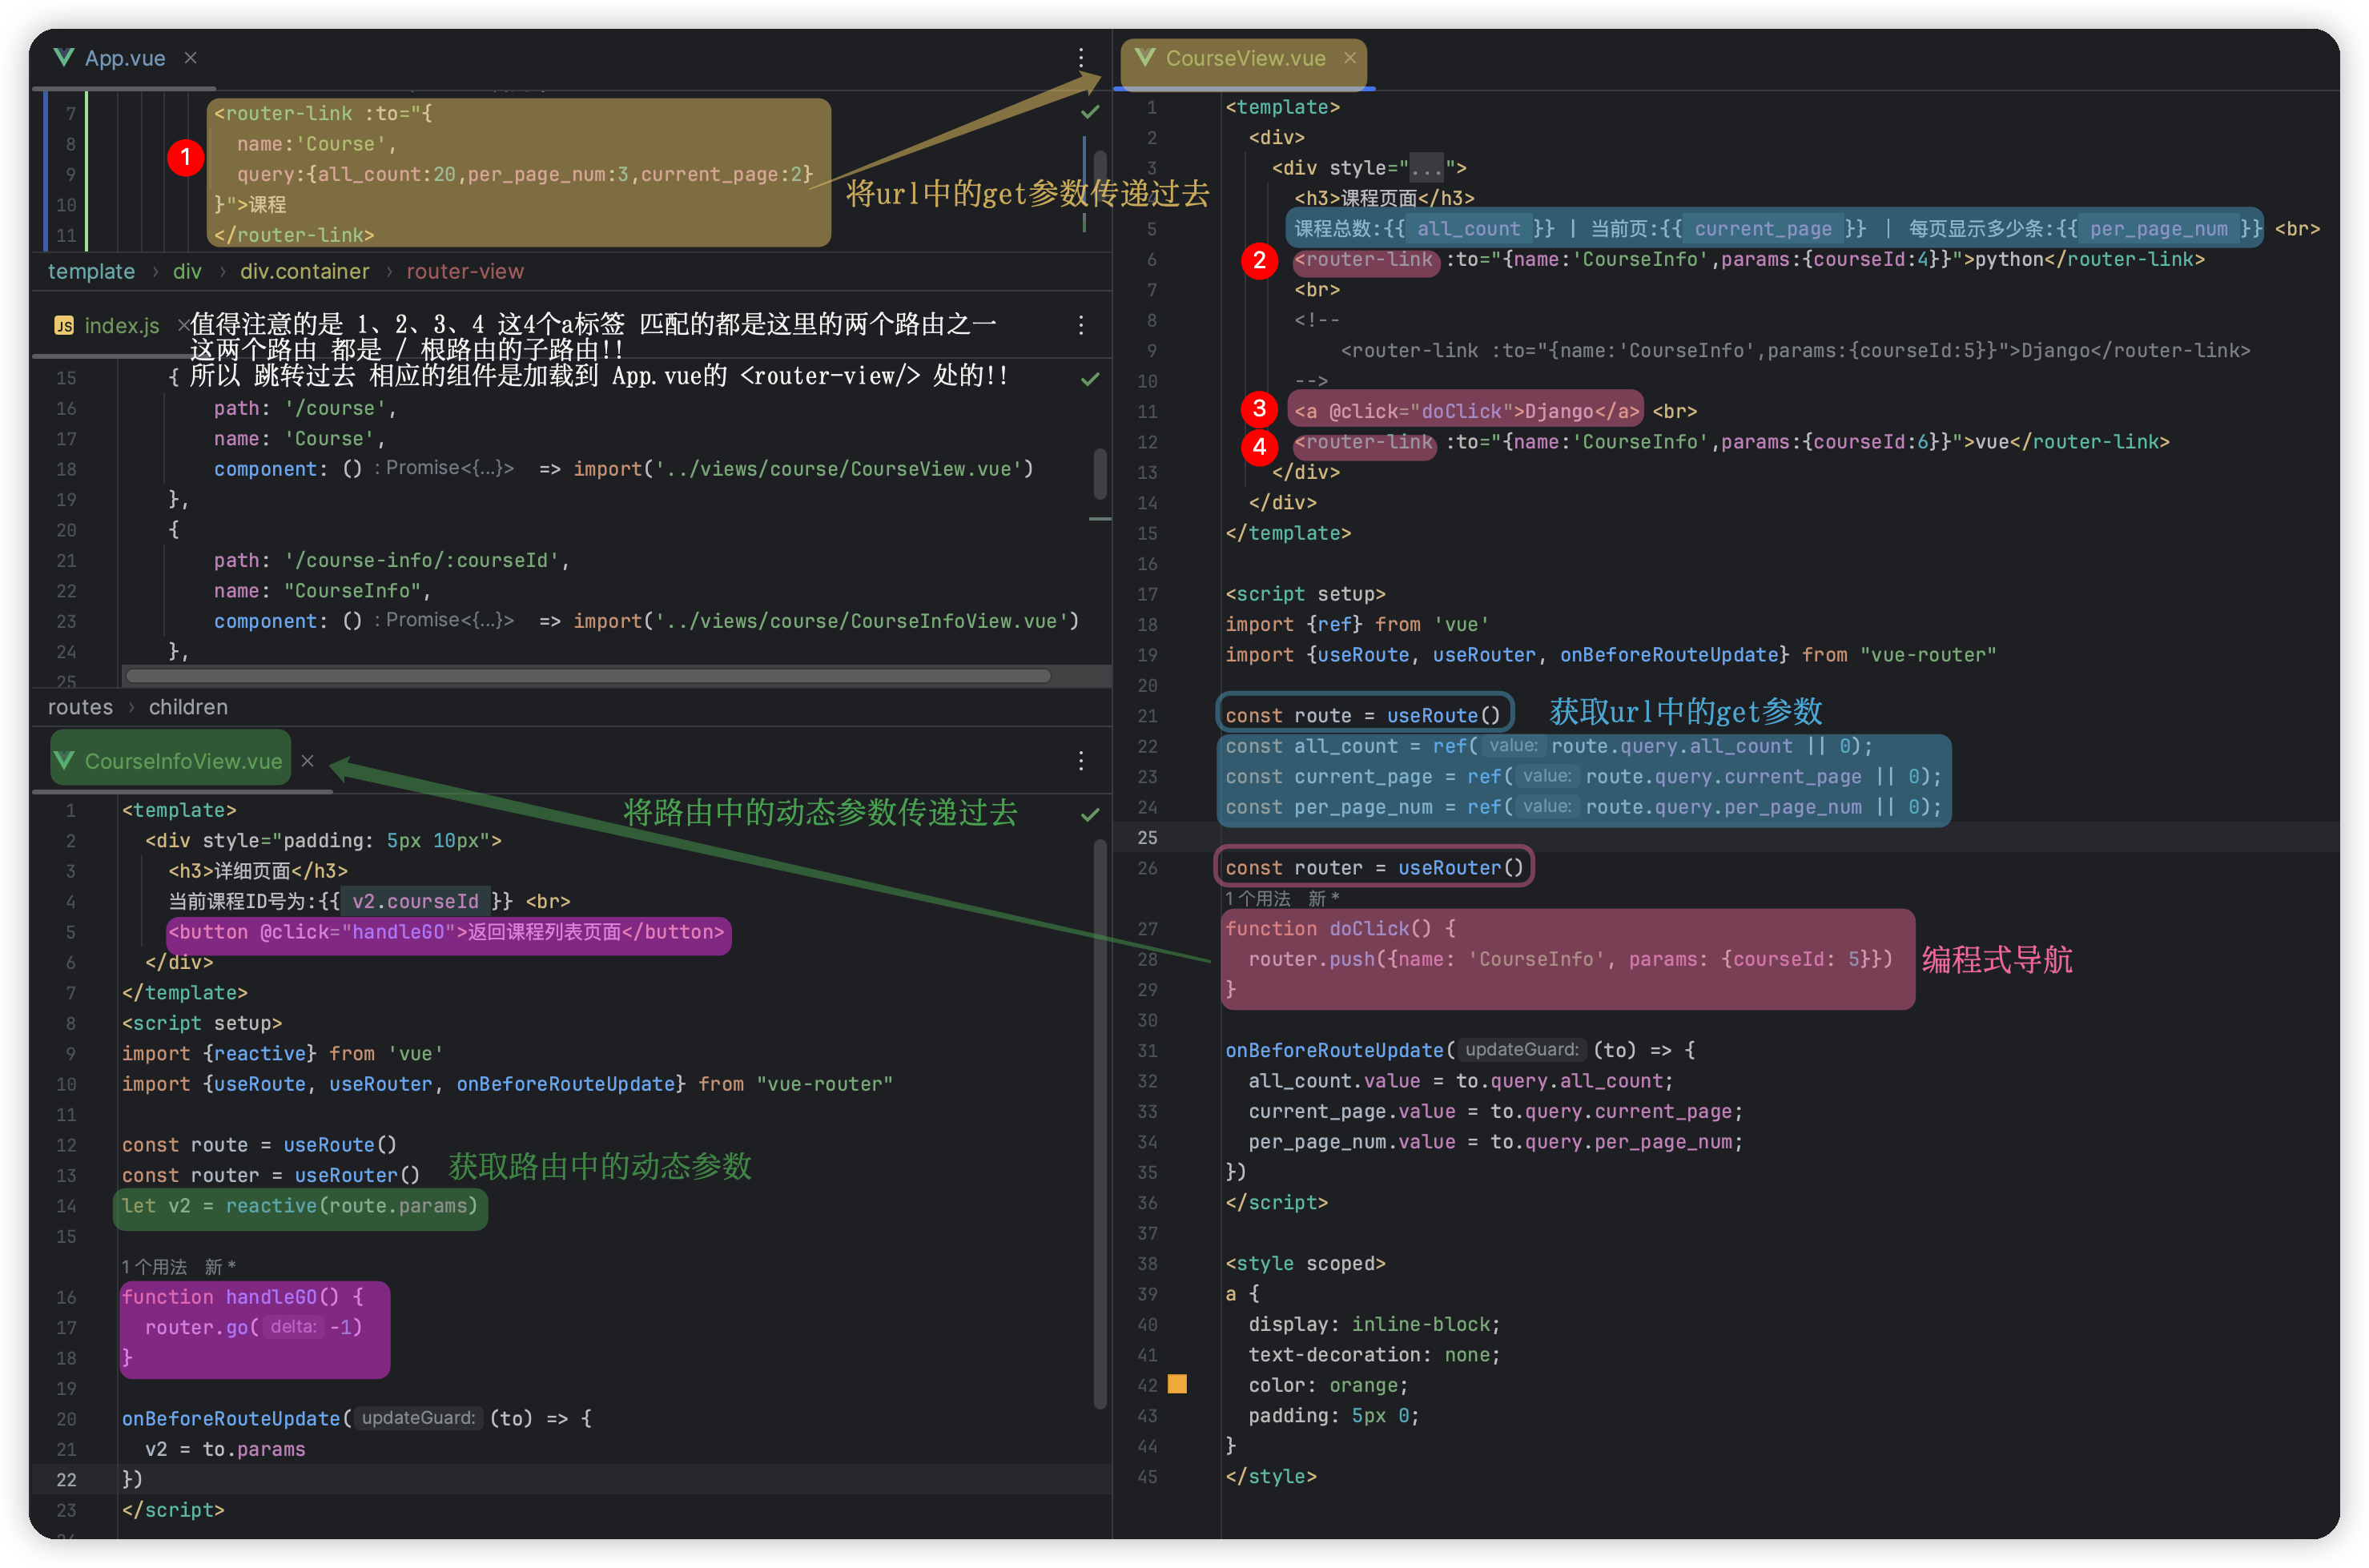 App.vue
7 <router-link :to="{
8 name:'Course',
9 query:{all_count:20,per_page_num:3,current_page:2}
10 }">课程
11 </router-link>
1
将url中的get参数传递过去
template › div › div.container › router-view
JS index.js
值得注意的是 1、2、3、4 这4个a标签 匹配的都是这里的两个路由之一
这两个路由 都是 / 根路由的子路由!!
所以 跳转过去 相应的组件是加载到 App.vue的 <router-view/> 处的!!
15 {
16 path: '/course',
17 name: 'Course',
18 component: () : Promise<{...}> => import('../views/course/CourseView.vue')
19 },
20 {
21 path: '/course-info/:courseId',
22 name: "CourseInfo",
23 component: () : Promise<{...}> => import('../views/course/CourseInfoView.vue')
24 },
25
routes › children
CourseInfoView.vue
将路由中的动态参数传递过去
1 <template>
2 <div style="padding: 5px 10px">
3 <h3>详细页面</h3>
4 当前课程ID号为:{{ v2.courseId }} <br>
5 <button @click="handleGO">返回课程列表页面</button>
6 </div>
7 </template>
8 <script setup>
9 import {reactive} from 'vue'
10 import {useRoute, useRouter, onBeforeRouteUpdate} from "vue-router"
11
12 const route = useRoute()
13 const router = useRouter()
获取路由中的动态参数
14 let v2 = reactive(route.params)
15
1个用法 新 *
16 function handleGO() {
17 router.go( delta: -1)
18 }
19
20 onBeforeRouteUpdate( updateGuard: (to) => {
21 v2 = to.params
22 })
23 </script>
CourseView.vue
1 <template>
2 <div>
3 <div style="...">
<h3>课程页面</h3>
5 课程总数:{{ all_count }} | 当前页:{{ current_page }} | 每页显示多少条:{{ per_page_num }} <br>
2
6 <router-link :to="{name:'CourseInfo',params:{courseId:4}}">python</router-link>
7 <br>
8 <!--
9 <router-link :to="{name:'CourseInfo',params:{courseId:5}}">Django</router-link>
10 -->
3
11 <a @click="doClick">Django</a> <br>
4
12 <router-link :to="{name:'CourseInfo',params:{courseId:6}}">vue</router-link>
13 </div>
14 </div>
15 </template>
16
17 <script setup>
18 import {ref} from 'vue'
19 import {useRoute, useRouter, onBeforeRouteUpdate} from "vue-router"
20
21 const route = useRoute()
获取url中的get参数
22 const all_count = ref( value: route.query.all_count || 0);
23 const current_page = ref( value: route.query.current_page || 0);
24 const per_page_num = ref( value: route.query.per_page_num || 0);
25
26 const router = useRouter()
1个用法 新 *
27 function doClick() {
28 router.push({name: 'CourseInfo', params: {courseId: 5}})
编程式导航
29 }
30
31 onBeforeRouteUpdate( updateGuard: (to) => {
32 all_count.value = to.query.all_count;
33 current_page.value = to.query.current_page;
34 per_page_num.value = to.query.per_page_num;
35 })
36 </script>
37
38 <style scoped>
39 a {
40 display: inline-block;
41 text-decoration: none;
42 color: orange;
43 padding: 5px 0;
44 }
45 </style>